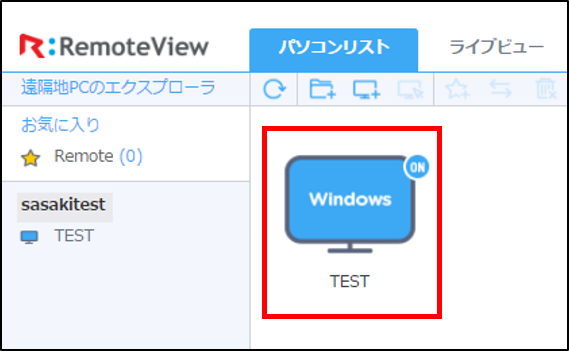 R:RemoteView
パソコンリスト
ライブビュー
遠隔地PCのエクスプローラ
お気に入り
Remote (0)
sasakitest
TEST
ON
Windows
TEST